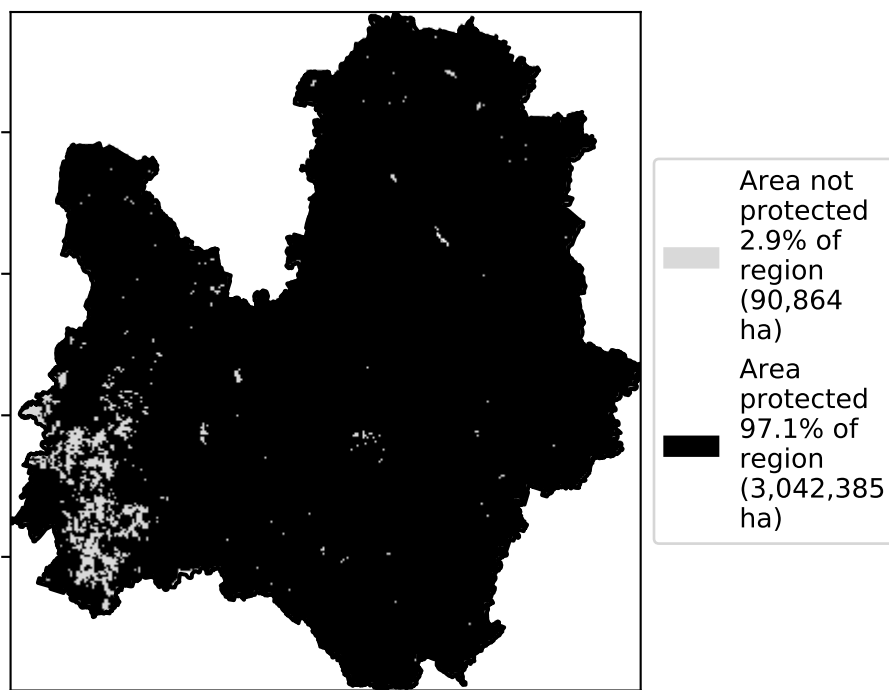 Area not
protected
2.9% of
region
(90,864
ha)
Area
protected
97.1% of
region
(3,042,385
ha)